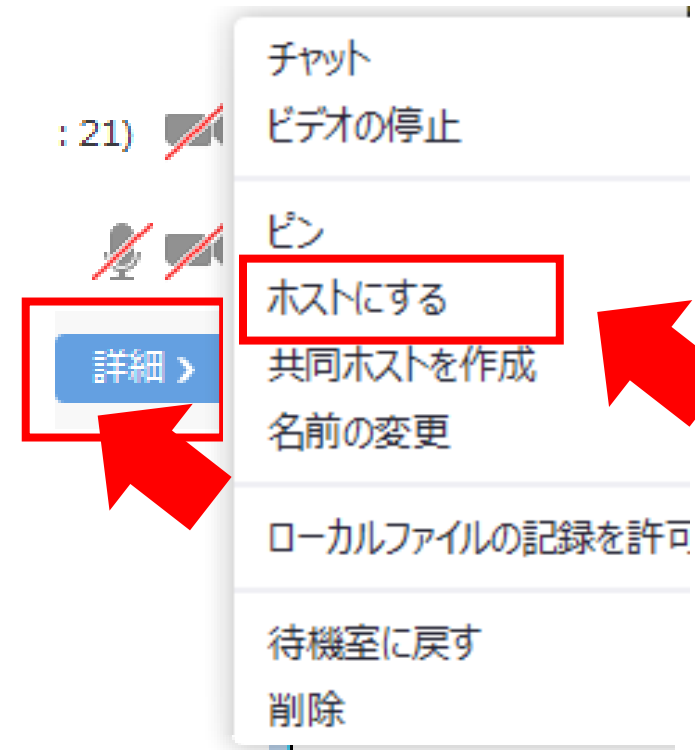 チャット
: 21)
ビデオの停止
ピン
ホストにする
詳細 >
共同ホストを作成
名前の変更
ローカルファイルの記録を許可
待機室に戻す
削除